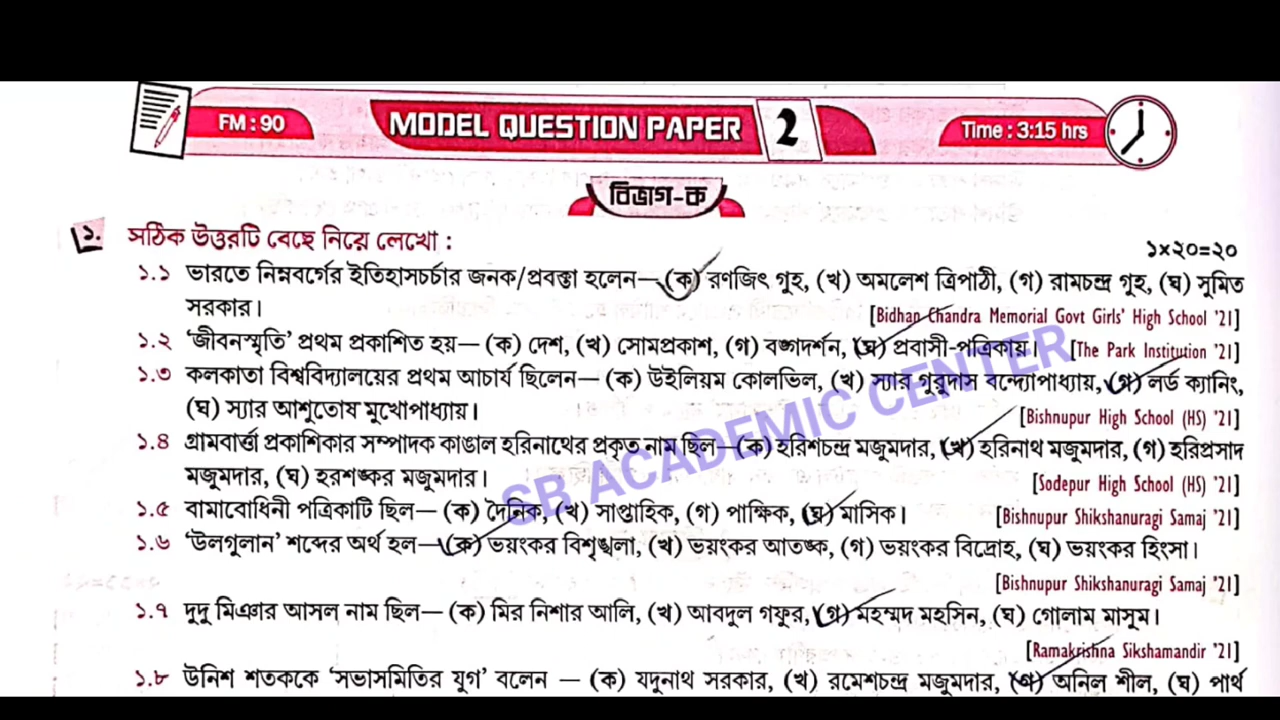 FM : 90
MODEL QUESTION PAPER 2
Time : 3:15 hrs
বিভাগ-ক
১. সঠিক উত্তরটি বেছে নিয়ে লেখো :
১×২০=২০
১.১ ভারতে নিম্নবর্গের ইতিহাসচর্চার জনক/প্রবক্তা হলেন—(ক) রণজিৎ গুহ, (খ) অমলেশ ত্রিপাঠী, (গ) রামচন্দ্র গুহ, (ঘ) সুমিত
সরকার। [Bidhan Chandra Memorial Govt Girls' High School '21]
১.২ ‘জীবনস্মৃতি’ প্রথম প্রকাশিত হয়— (ক) দেশ, (খ) সোমপ্রকাশ, (গ) বঙ্গদর্শন, (ঘ) প্রবাসী-পত্রিকায়। [The Park Institution '21]
১.৩ কলকাতা বিশ্ববিদ্যালয়ের প্রথম আচার্য ছিলেন— (ক) উইলিয়ম কোলভিল, (খ) স্যার গুরুদাস বন্দ্যোপাধ্যায়, (গ) লর্ড ক্যানিং,
(ঘ) স্যার আশুতোষ মুখোপাধ্যায়। [Bishnupur High School (HS) '21]
১.৪ গ্রামবার্ত্তা প্রকাশিকার সম্পাদক কাঙাল হরিনাথের প্রকৃত নাম ছিল—(ক) হরিশচন্দ্র মজুমদার, (খ) হরিনাথ মজুমদার, (গ) হরিপ্রসাদ
মজুমদার, (ঘ) হরশঙ্কর মজুমদার। [Sodepur High School (HS) '21]
১.৫ বামাবোধিনী পত্রিকাটি ছিল— (ক) দৈনিক, (খ) সাপ্তাহিক, (গ) পাক্ষিক, (ঘ) মাসিক। [Bishnupur Shikshanuragi Samaj '21]
১.৬ ‘উলগুলান’ শব্দের অর্থ হল—(ক) ভয়ংকর বিশৃঙ্খলা, (খ) ভয়ংকর আতঙ্ক, (গ) ভয়ংকর বিদ্রোহ, (ঘ) ভয়ংকর হিংসা।
[Bishnupur Shikshanuragi Samaj '21]
১.৭ দুদু মিঞার আসল নাম ছিল— (ক) মির নিশার আলি, (খ) আবদুল গফুর, (গ) মহম্মদ মহসিন, (ঘ) গোলাম মাসুম।
[Ramakrishna Sikshamandir '21]
১.৮ উনিশ শতককে ‘সভাসমিতির যুগ’ বলেন — (ক) যদুনাথ সরকার, (খ) রমেশচন্দ্র মজুমদার, (গ) অনিল শীল, (ঘ) পার্থ
SB ACADEMIC CENTER